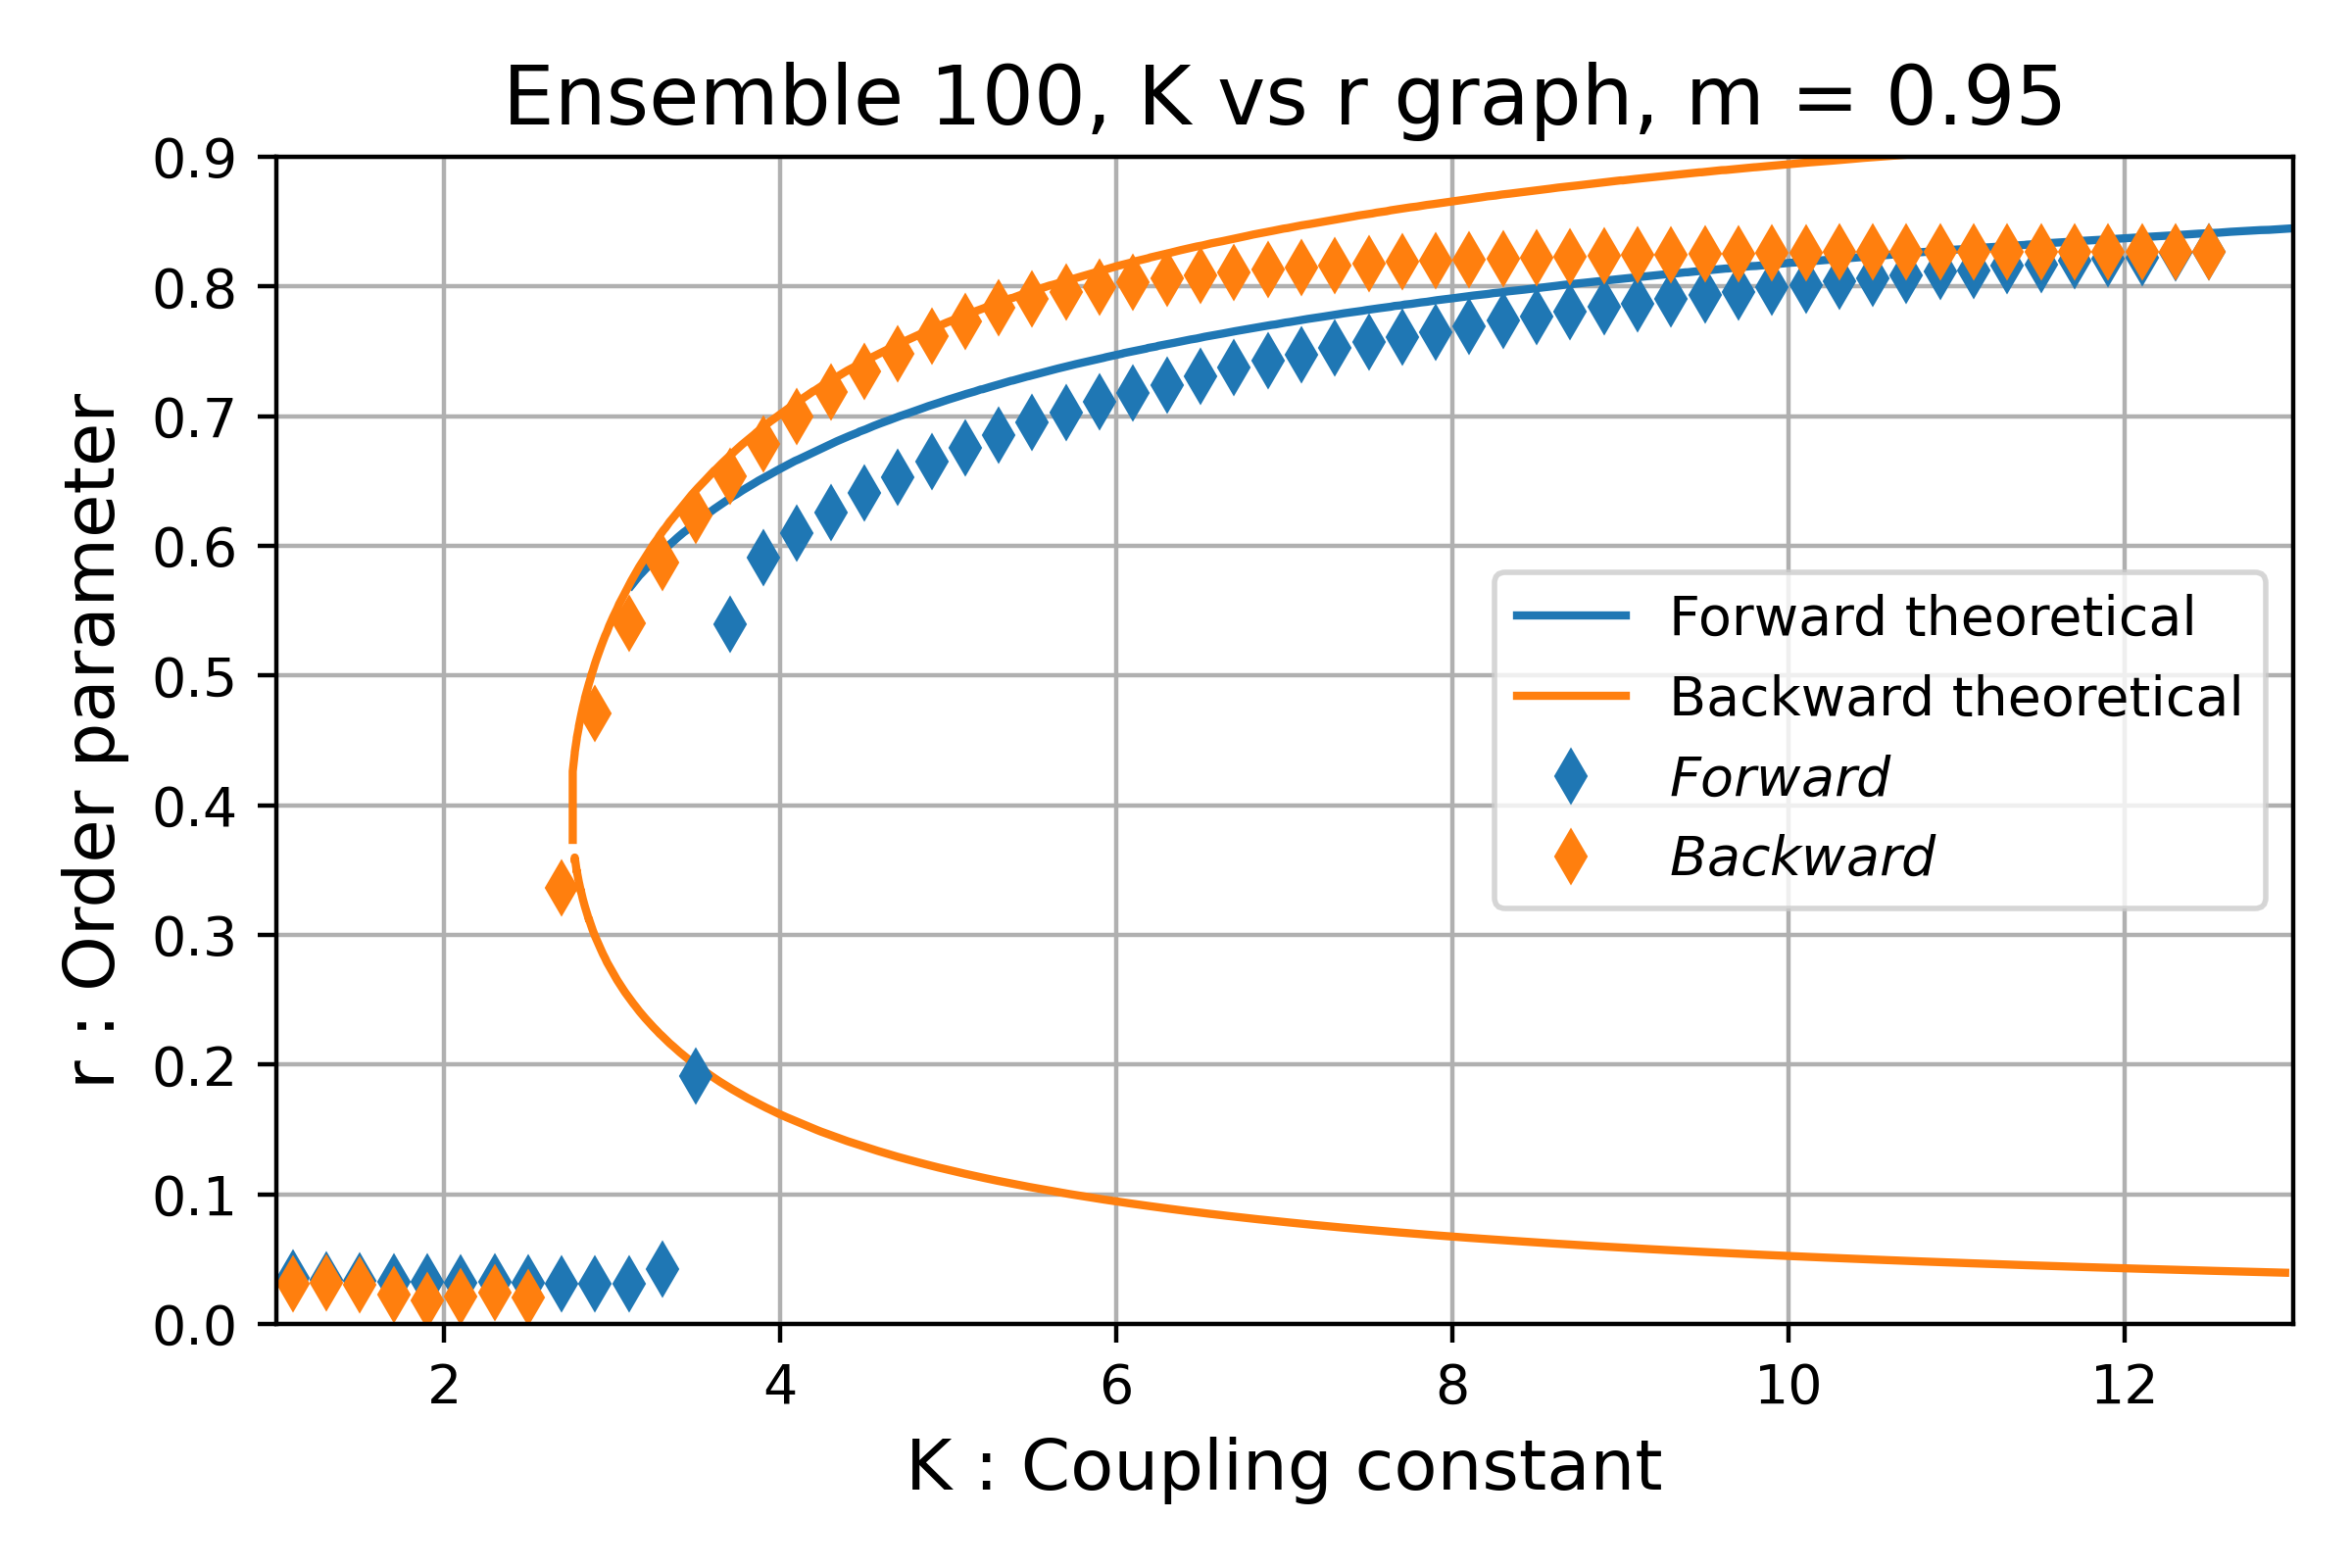 Ensemble 100, K vs r graph, m = 0.95
r : Order parameter
0.9
0.8
0.7
0.6
0.5
0.4
0.3
0.2
0.1
0.0
Forward theoretical
Backward theoretical
Forward
Backward
2 4 6 8 10 12
K : Coupling constant